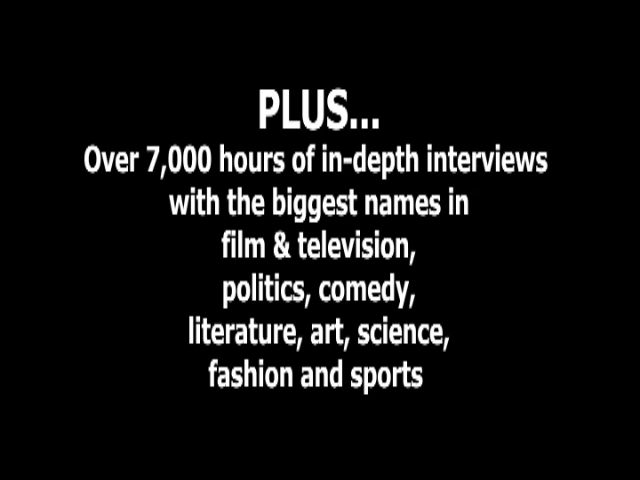 PLUS...
Over 7,000 hours of in-depth interviews
with the biggest names in
film & television,
politics, comedy,
literature, art, science,
fashion and sports